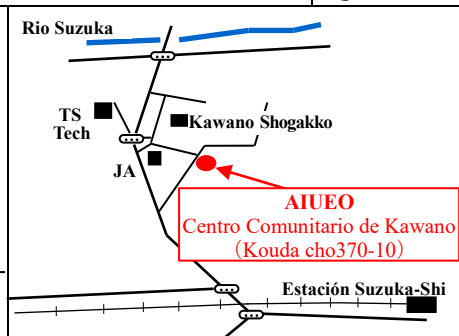 Rio Suzuka
TS
Tech
Kawano Shogakko
JA
AIUEO
Centro Comunitario de Kawano
（Kouda cho370-10）
Estación Suzuka-Shi